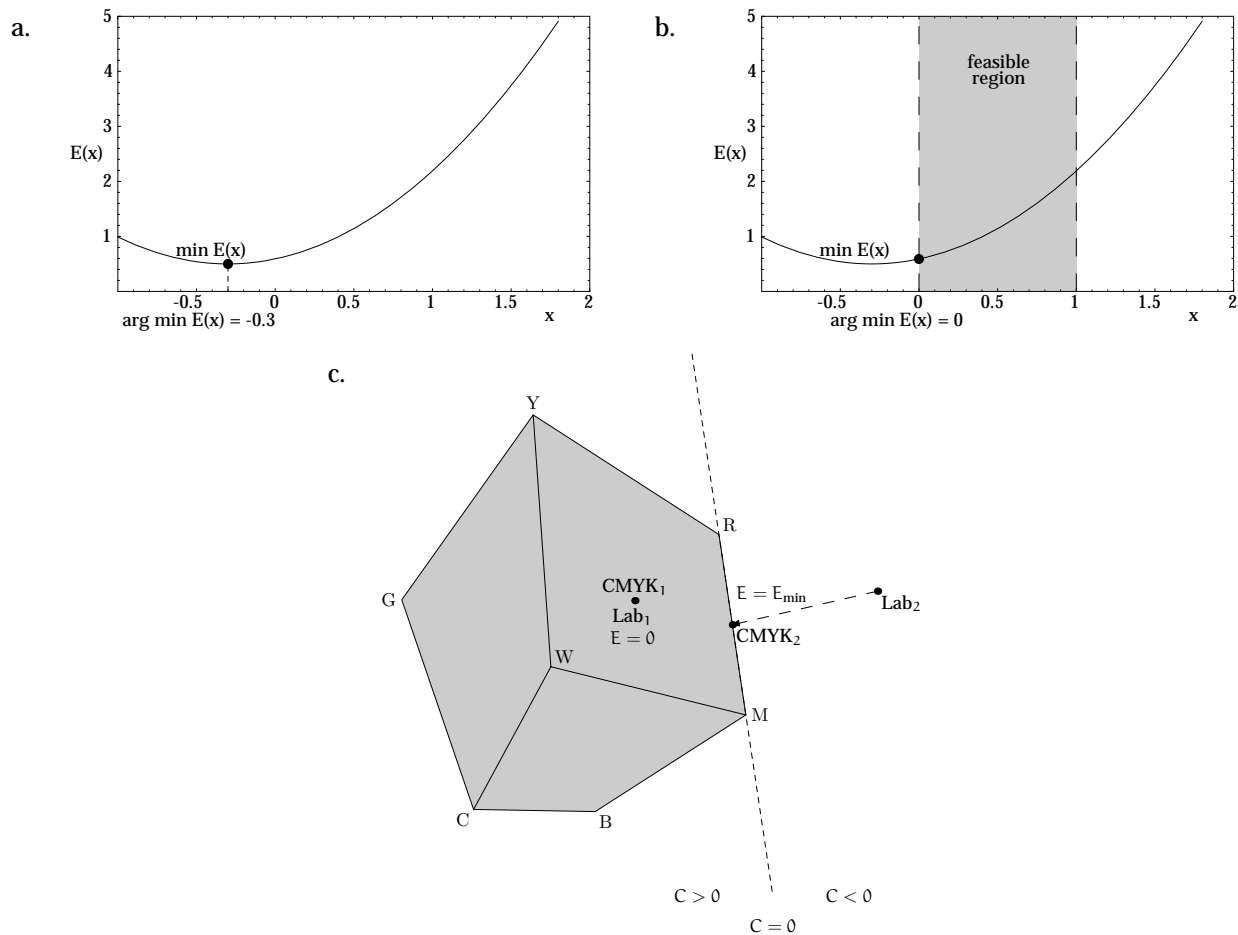 a.
5
4
3
E(x)
2
1
min E(x)
-0.5 0 0.5 1 1.5 2
arg min E(x) = -0.3
x
b.
5
4
3
E(x)
2
1
feasible
region
min E(x)
-0.5 0 0.5 1 1.5 2
arg min E(x) = 0
x
c.
Y
R
G
CMYK₁
Lab₁
E = 0
E = Eₘᵢₙ
Lab₂
CMYK₂
W
M
C
B
C > 0
C < 0
C = 0